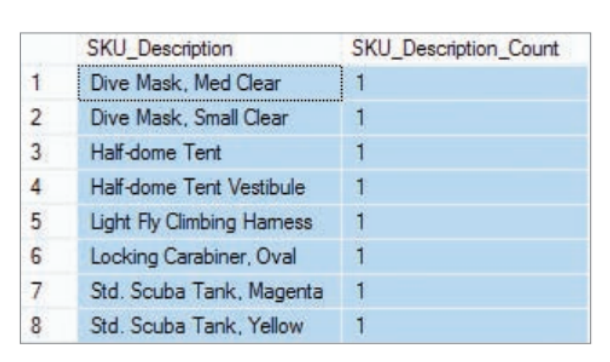 SKU_Description SKU_Description_Count
1 Dive Mask, Med Clear 1
2 Dive Mask, Small Clear 1
3 Half-dome Tent 1
4 Half-dome Tent Vestibule 1
5 Light Fly Climbing Harness 1
6 Locking Carabiner, Oval 1
7 Std. Scuba Tank, Magenta 1
8 Std. Scuba Tank, Yellow 1